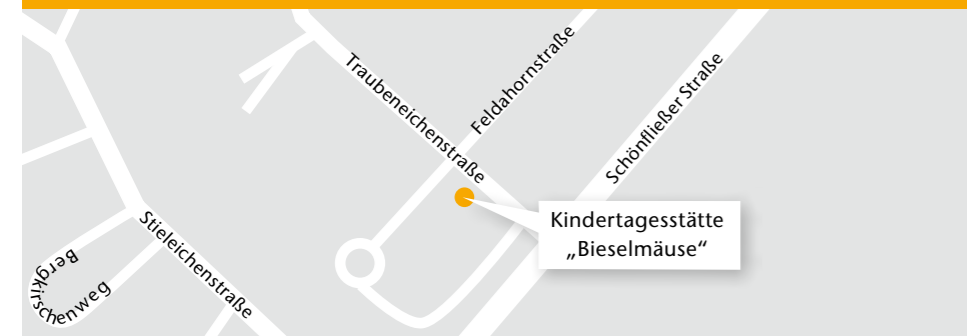 Traubeneichenstraße
Feldahornstraße
Schönfließer Straße
Kindertagesstätte
„Bieselmäuse“
Stieleichenstraße
Bergkirschenweg